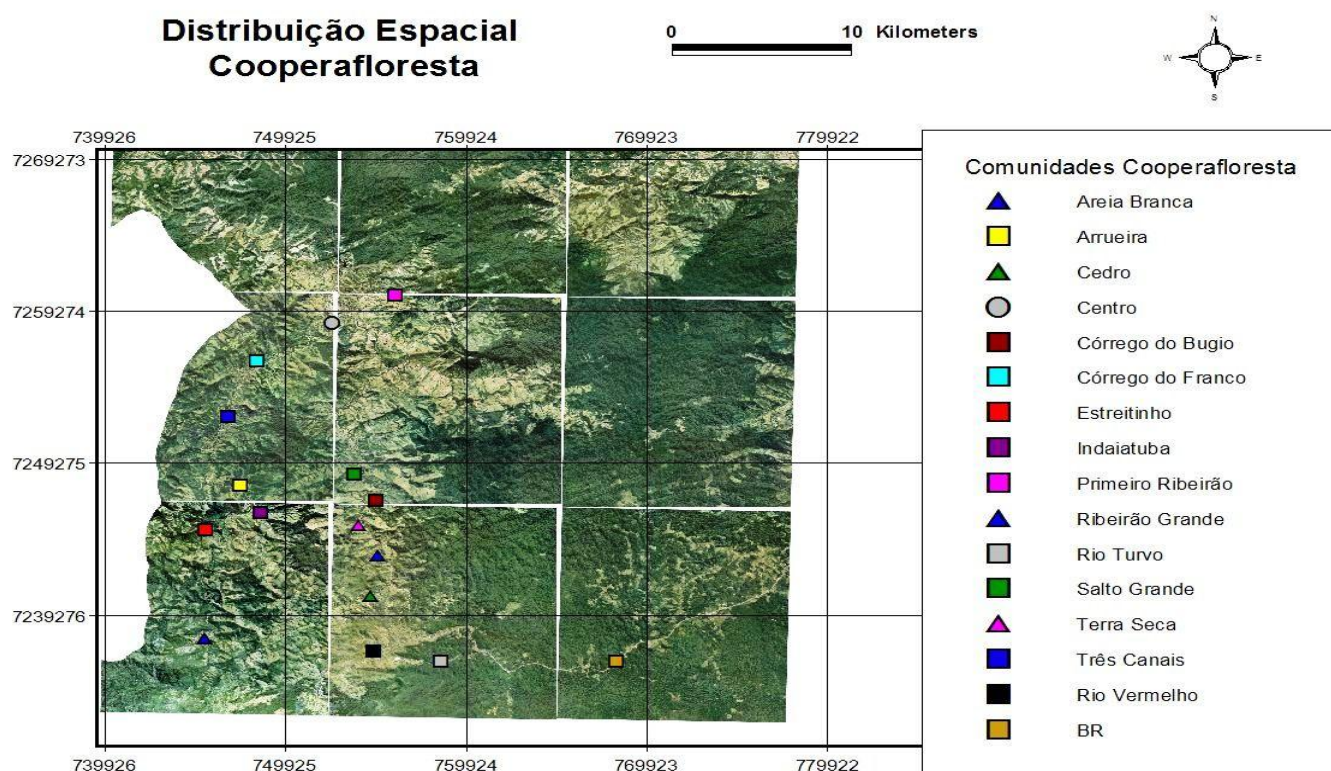 Distribuição Espacial
Cooperafloresta
0 10 Kilometers
N
W E
S
739926 749925 759924 769923 779922
7269273
7259274
7249275
7239276
739926 749925 759924 769923 779922
Comunidades Cooperafloresta
Areia Branca
Arrueira
Cedro
Centro
Córrego do Bugio
Córrego do Franco
Estreitinho
Indaiatuba
Primeiro Ribeirão
Ribeirão Grande
Rio Turvo
Salto Grande
Terra Seca
Três Canais
Rio Vermelho
BR